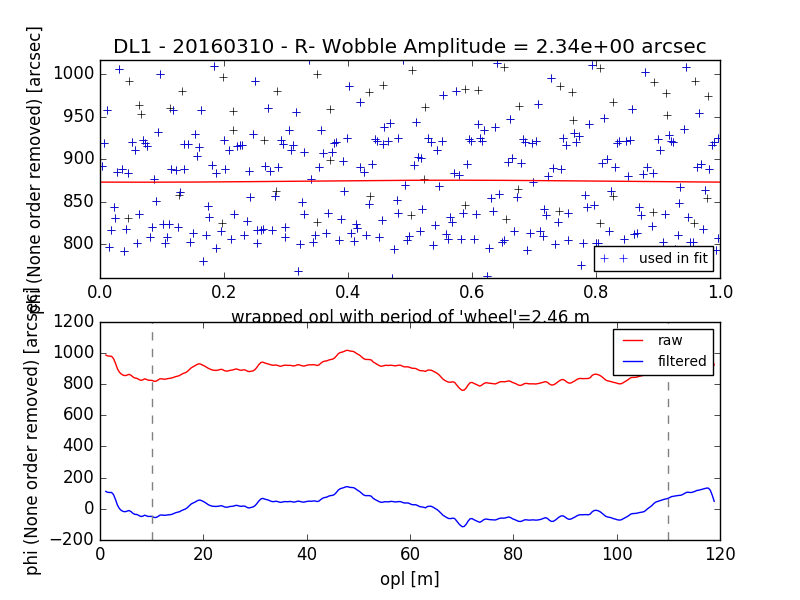 DL1 - 20160310 - R- Wobble Amplitude = 2.34e+00 arcsec
phi (None order removed) [arcsec]
1000
950
900
850
800
used in fit
0.0 0.2 0.4 0.6 0.8 1.0
wrapped opl with period of 'wheel'=2.46 m
phi (None order removed) [arcsec]
1200
1000
800
600
400
200
0
−200
raw
filtered
0 20 40 60 80 100 120
opl [m]